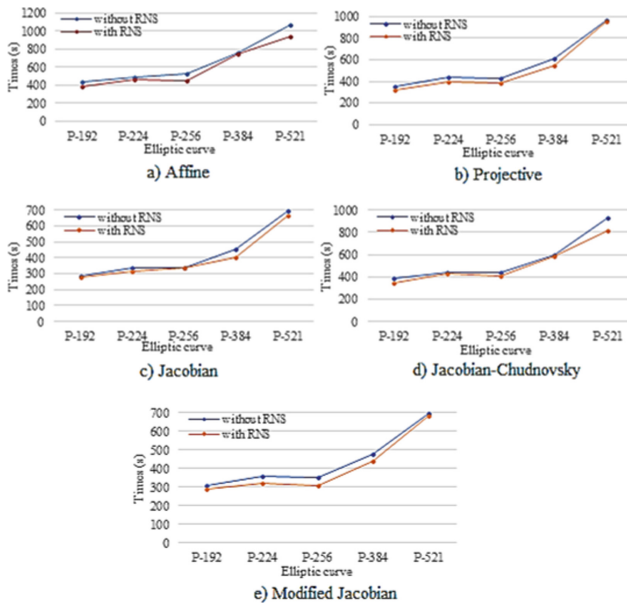 1200
1000
800
600
400
200
0
Times (s)
without RNS
with RNS
P-192 P-224 P-256 P-384 P-521
Elliptic curve
a) Affine
1000
800
600
400
200
0
Times (s)
without RNS
with RNS
P-192 P-224 P-256 P-384 P-521
Elliptic curve
b) Projective
700
600
500
400
300
200
100
0
Times (s)
without RNS
with RNS
P-192 P-224 P-256 P-384 P-521
Elliptic curve
c) Jacobian
1000
800
600
400
200
0
Times (s)
without RNS
with RNS
P-192 P-224 P-256 P-384 P-521
Elliptic curve
d) Jacobian-Chudnovsky
700
600
500
400
300
200
100
0
Times (s)
without RNS
with RNS
P-192 P-224 P-256 P-384 P-521
Elliptic curve
e) Modified Jacobian